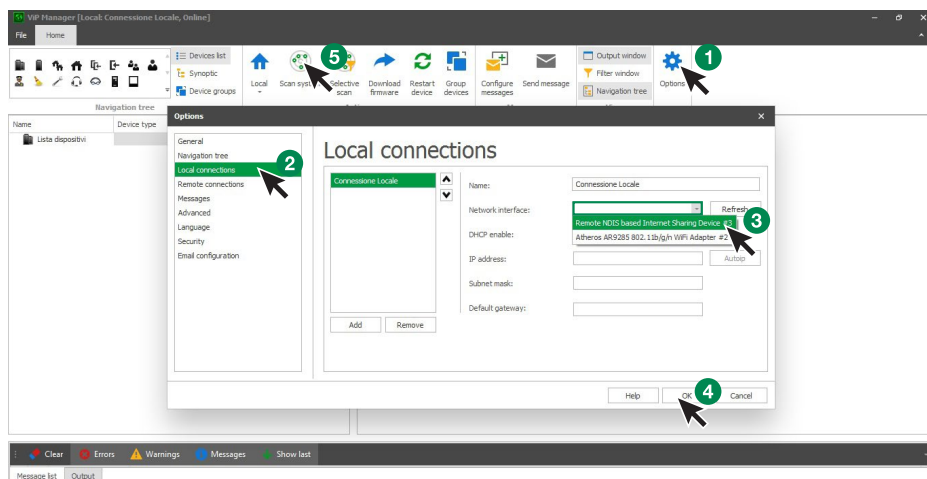 ViP Manager [Local: Connessione Locale, Online]
File Home
Devices list
Synoptic
Device groups
Local
Scan syst
Selective scan
Download firmware
Restart device
Group devices
Configure messages
Send message
Output window
Filter window
Navigation tree
Options
1
5
Navigation tree
Name Device type
Lista dispositivi
Options
General
Navigation tree
Local connections
Remote connections
Messages
Advanced
Language
Security
Email configuration
2
Local connections
Connessione Locale
Add Remove
Name: Connessione Locale
Network interface: Refresh
Remote NDIS based Internet Sharing Device #3
Atheros AR9285 802.11b/g/n WiFi Adapter #2
3
DHCP enable:
IP address: Autoip
Subnet mask:
Default gateway:
Help OK Cancel
4
Clear Errors Warnings Messages Show last
Message list Output